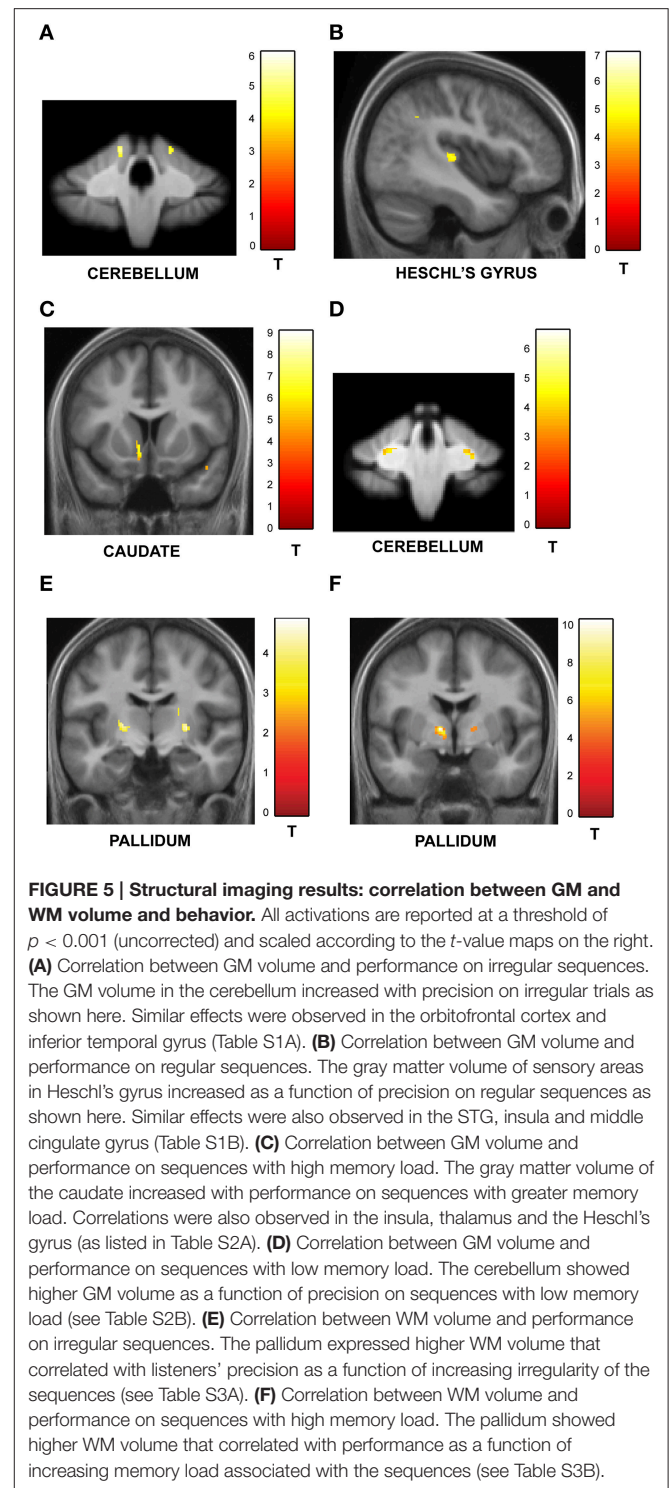 A
B
6
5
4
3
2
1
0
T
CEREBELLUM
7
6
5
4
3
2
1
0
T
HESCHL'S GYRUS
C
D
9
8
7
6
5
4
3
2
1
0
T
CAUDATE
6
5
4
3
2
1
0
T
CEREBELLUM
E
F
4
3
2
1
0
T
PALLIDUM
10
8
6
4
2
0
T
PALLIDUM
FIGURE 5 | Structural imaging results: correlation between GM and
WM volume and behavior. All activations are reported at a threshold of
p < 0.001 (uncorrected) and scaled according to the t-value maps on the right.
(A) Correlation between GM volume and performance on irregular sequences.
The GM volume in the cerebellum increased with precision on irregular trials as
shown here. Similar effects were observed in the orbitofrontal cortex and
inferior temporal gyrus (Table S1A). (B) Correlation between GM volume and
performance on regular sequences. The gray matter volume of sensory areas
in Heschl's gyrus increased as a function of precision on regular sequences as
shown here. Similar effects were also observed in the STG, insula and middle
cingulate gyrus (Table S1B). (C) Correlation between GM volume and
performance on sequences with high memory load. The gray matter volume of
the caudate increased with performance on sequences with greater memory
load. Correlations were also observed in the insula, thalamus and the Heschl's
gyrus (as listed in Table S2A). (D) Correlation between GM volume and
performance on sequences with low memory load. The cerebellum showed
higher GM volume as a function of precision on sequences with low memory
load (see Table S2B). (E) Correlation between WM volume and performance
on irregular sequences. The pallidum expressed higher WM volume that
correlated with listeners' precision as a function of increasing irregularity of the
sequences (see Table S3A). (F) Correlation between WM volume and
performance on sequences with high memory load. The pallidum showed
higher WM volume that correlated with performance as a function of
increasing memory load associated with the sequences (see Table S3B).